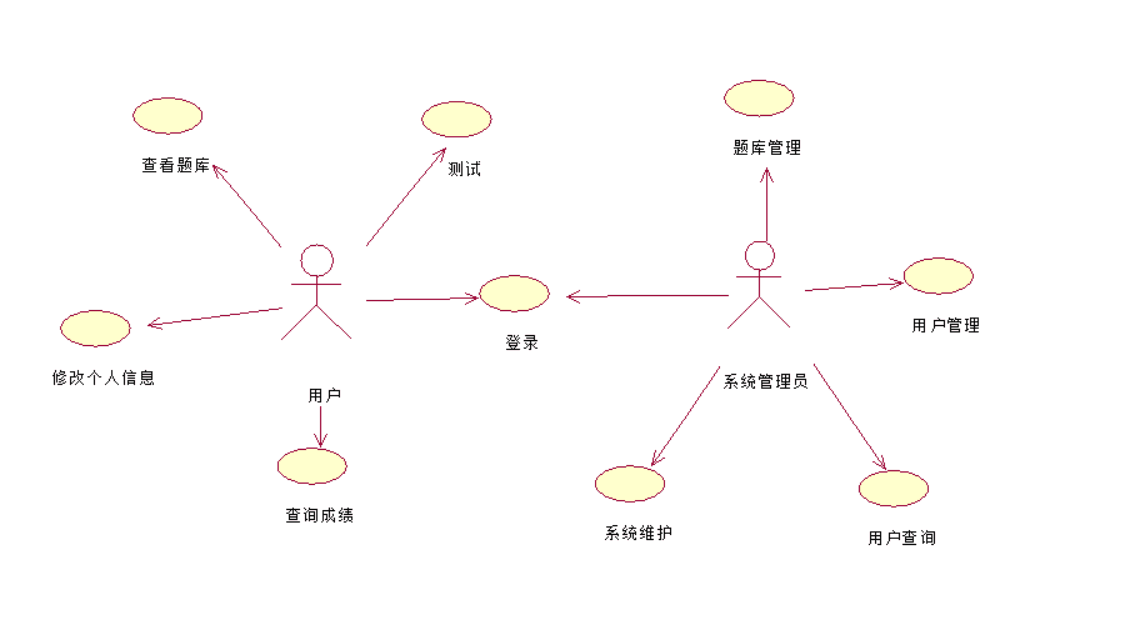 题库管理
查看题库
测试
用户管理
登录
修改个人信息
系统管理员
用户
查询成绩
系统维护
用户查询